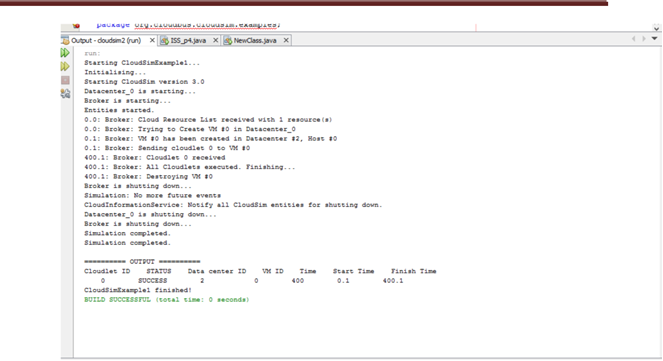 package org.cloudbus.cloudsim.examples;
Output - cloudsim2 (run) × ISS_p4.java × NewClass.java ×
run:
Starting CloudSimExample1...
Initialising...
Starting CloudSim version 3.0
Datacenter_0 is starting...
Broker is starting...
Entities started.
0.0: Broker: Cloud Resource List received with 1 resource(s)
0.0: Broker: Trying to Create VM #0 in Datacenter_0
0.1: Broker: VM #0 has been created in Datacenter #2, Host #0
0.1: Broker: Sending cloudlet 0 to VM #0
400.1: Broker: Cloudlet 0 received
400.1: Broker: All Cloudlets executed. Finishing...
400.1: Broker: Destroying VM #0
Broker is shutting down...
Simulation: No more future events
CloudInformationService: Notify all CloudSim entities for shutting down.
Datacenter_0 is shutting down...
Broker is shutting down...
Simulation completed.
Simulation completed.
========== OUTPUT ==========
Cloudlet ID STATUS Data center ID VM ID Time Start Time Finish Time
0 SUCCESS 2 0 400 0.1 400.1
CloudSimExample1 finished!
BUILD SUCCESSFUL (total time: 0 seconds)